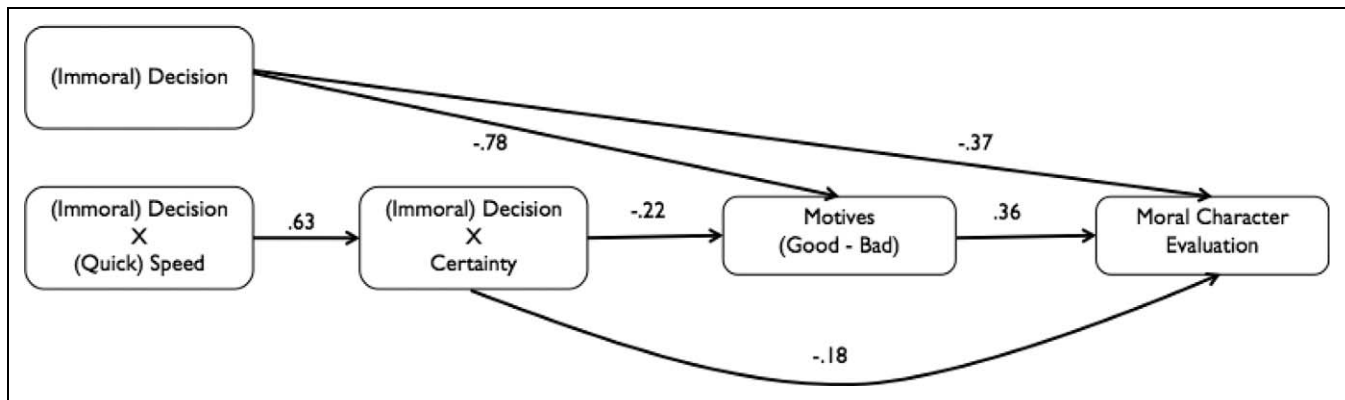 (Immoral) Decision
-.78
-.37
(Immoral) Decision
X
(Quick) Speed
.63
(Immoral) Decision
X
Certainty
-.22
Motives
(Good - Bad)
.36
Moral Character
Evaluation
-.18